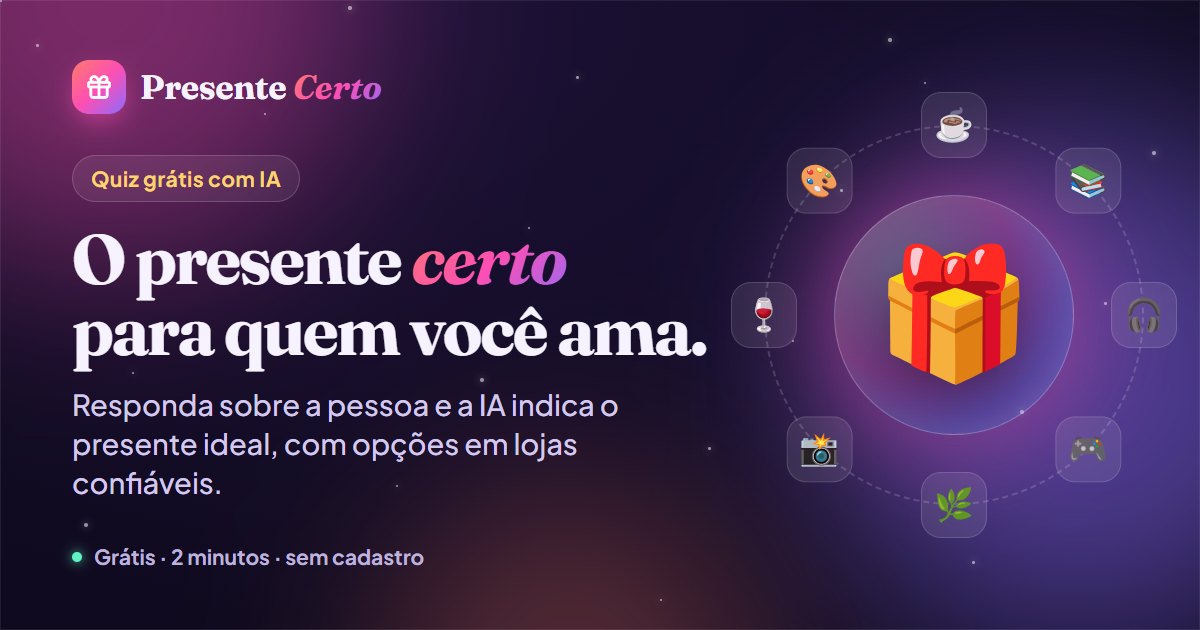 Presente Certo
Quiz grátis com IA
O presente certo
para quem você ama.
Responda sobre a pessoa e a IA indica o
presente ideal, com opções em lojas
confiáveis.
Grátis · 2 minutos · sem cadastro